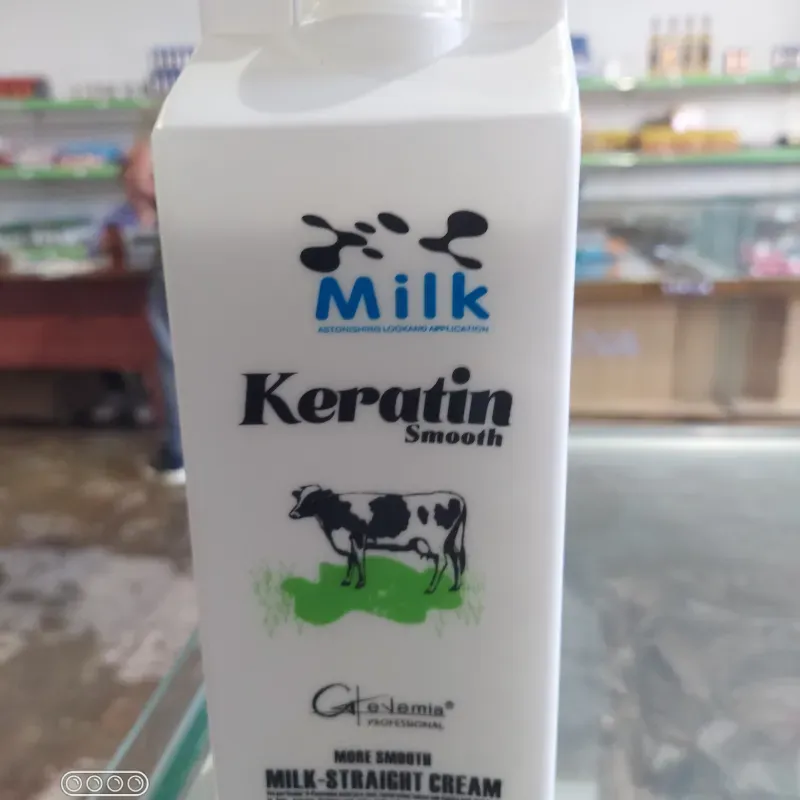 Milk
ASTONISHING LOOKAND APPLICATION
Keratin
Smooth
PROFESSIONAL
MORE SMOOTH
MILK-STRAIGHT CREAM